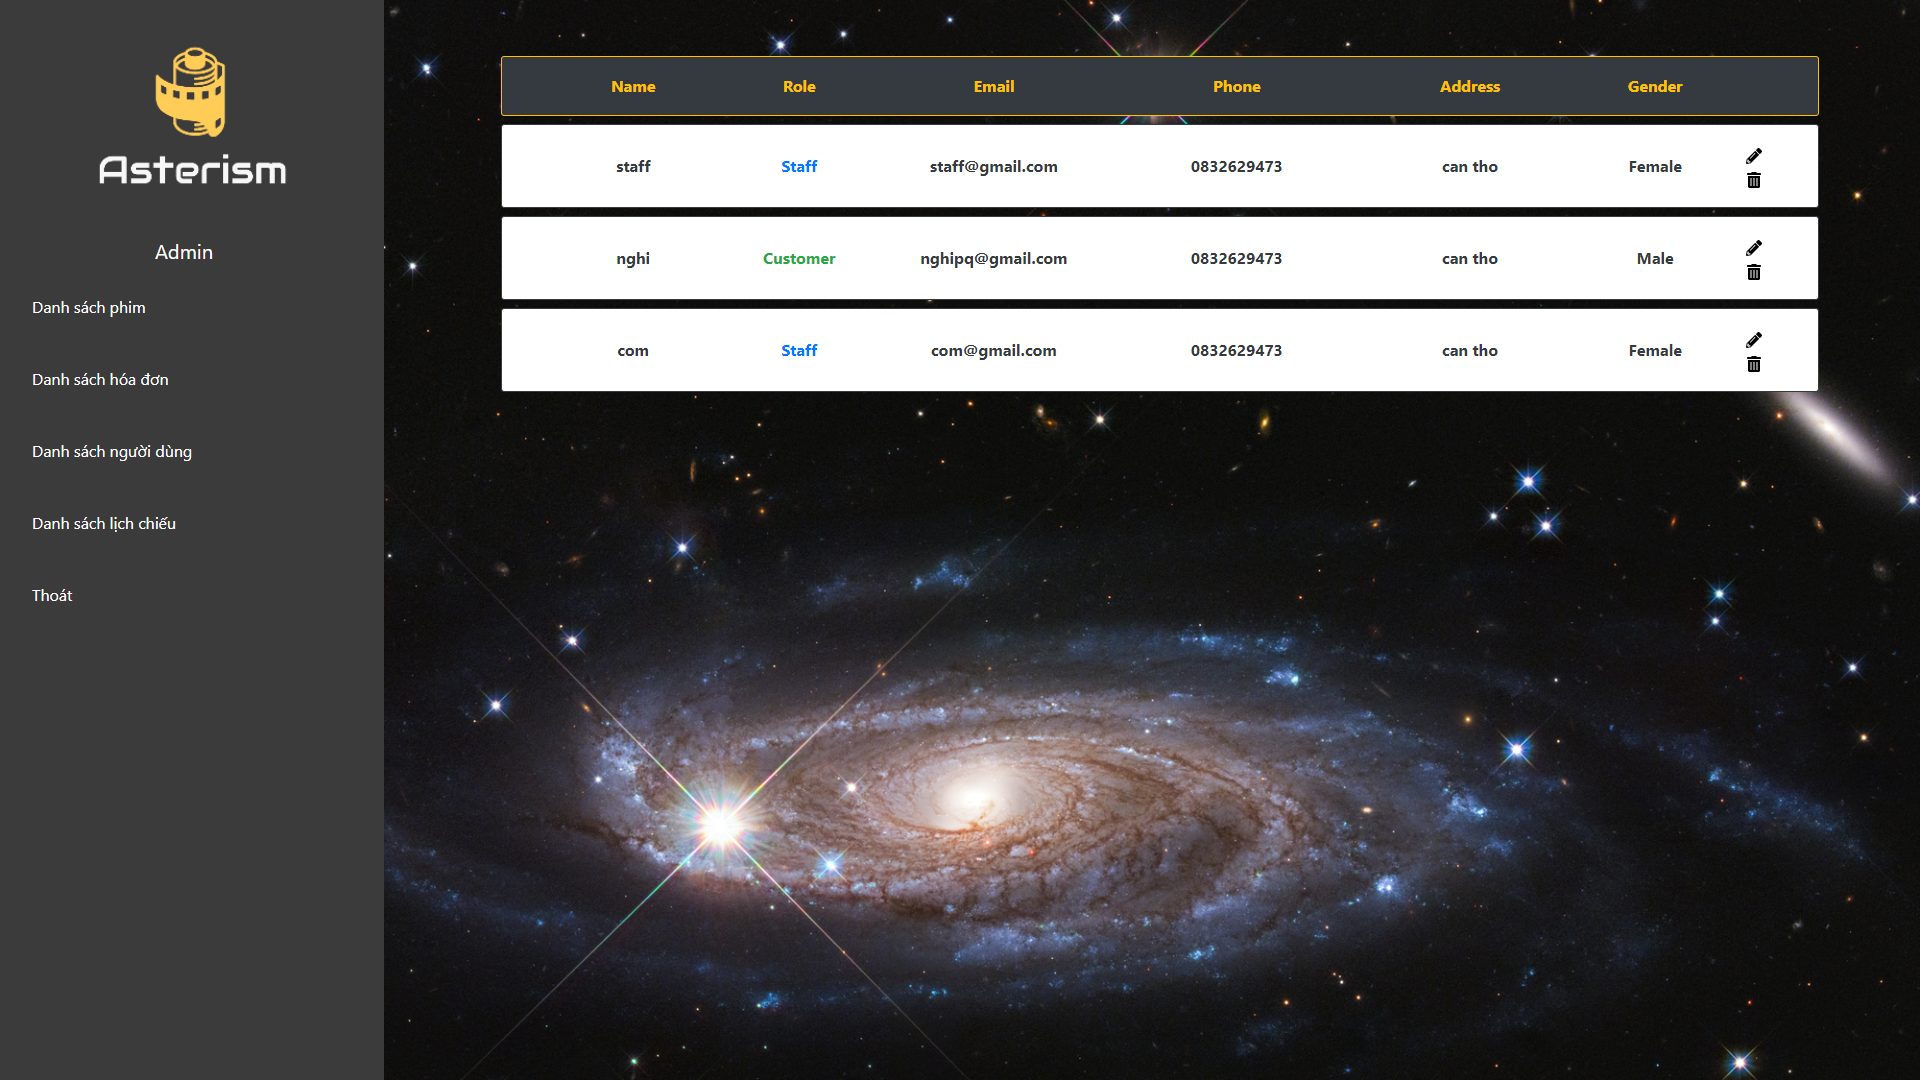 Asterism
Admin
Danh sách phim
Danh sách hóa đơn
Danh sách người dùng
Danh sách lịch chiếu
Thoát
Name Role Email Phone Address Gender
staff Staff staff@gmail.com 0832629473 can tho Female
nghi Customer nghipq@gmail.com 0832629473 can tho Male
com Staff com@gmail.com 0832629473 can tho Female